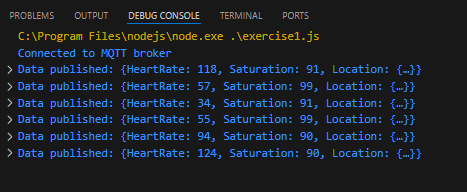 PROBLEMS OUTPUT DEBUG CONSOLE TERMINAL PORTS
C:\Program Files\nodejs\node.exe .\exercise1.js
Connected to MQTT broker
> Data published: {HeartRate: 118, Saturation: 91, Location: {…}}
> Data published: {HeartRate: 57, Saturation: 99, Location: {…}}
> Data published: {HeartRate: 34, Saturation: 91, Location: {…}}
> Data published: {HeartRate: 55, Saturation: 99, Location: {…}}
> Data published: {HeartRate: 94, Saturation: 90, Location: {…}}
> Data published: {HeartRate: 124, Saturation: 90, Location: {…}}